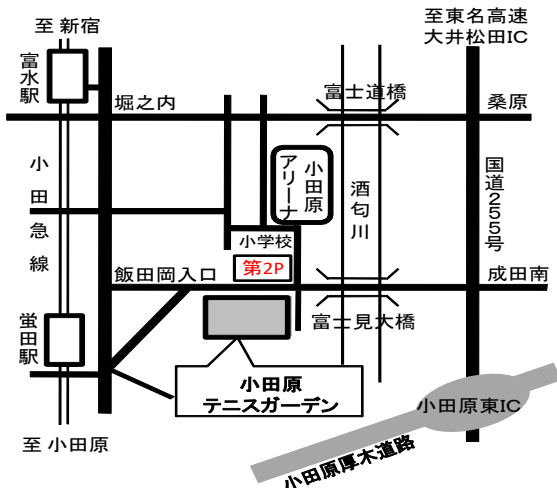 至 新宿
至東名高速
大井松田IC
富水駅
堀之内
富士道橋
桑原
小田急線
小田原
アリーナ
酒匂川
国道255号
小学校
第2P
飯田岡入口
成田南
富士見大橋
蛍田駅
小田原
テニスガーデン
小田原東IC
至 小田原
小田原厚木道路